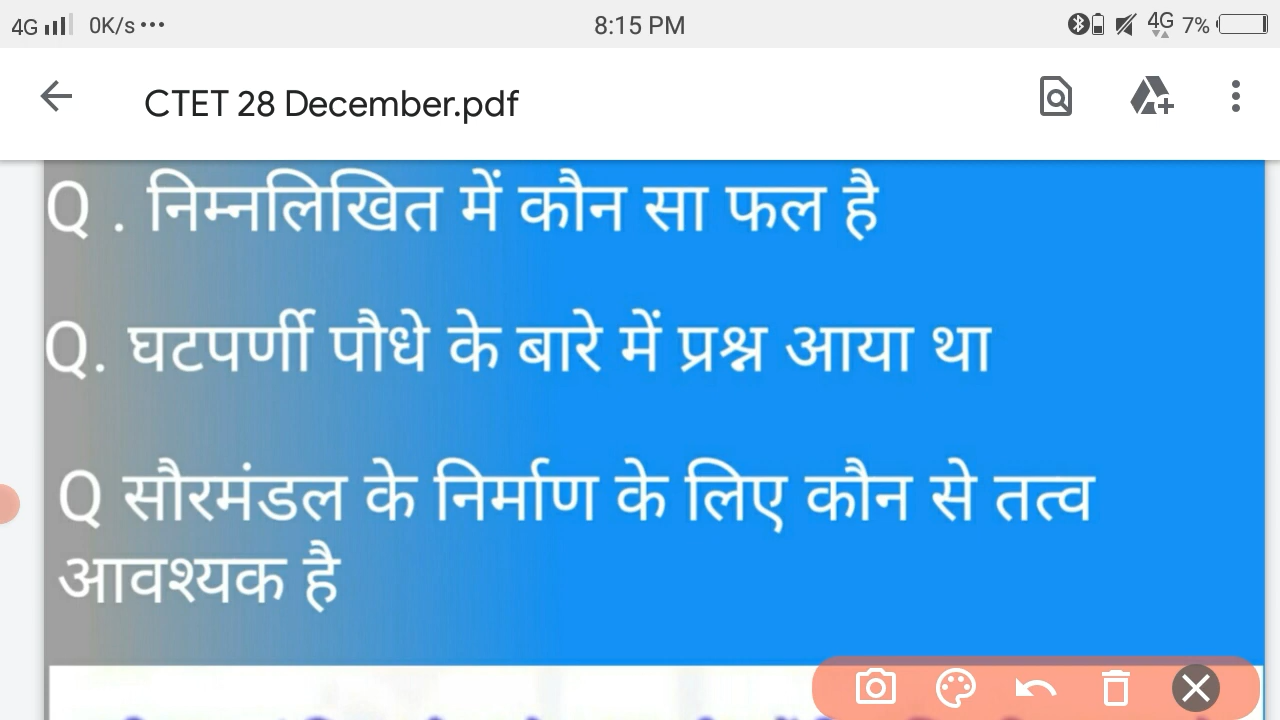 4G 0K/s ••• 8:15 PM 4G 7%
CTET 28 December.pdf
Q . निम्नलिखित में कौन सा फल है
Q. घटपर्णी पौधे के बारे में प्रश्न आया था
Q सौरमंडल के निर्माण के लिए कौन से तत्व
आवश्यक है